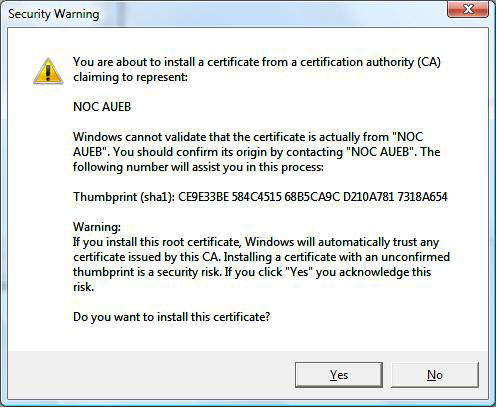 Security Warning
You are about to install a certificate from a certification authority (CA)
claiming to represent:
NOC AUEB
Windows cannot validate that the certificate is actually from "NOC
AUEB". You should confirm its origin by contacting "NOC AUEB". The
following number will assist you in this process:
Thumbprint (sha1): CE9E33BE 584C4515 68B5CA9C D210A781 7318A654
Warning:
If you install this root certificate, Windows will automatically trust any
certificate issued by this CA. Installing a certificate with an unconfirmed
thumbprint is a security risk. If you click "Yes" you acknowledge this
risk.
Do you want to install this certificate?
Yes
No